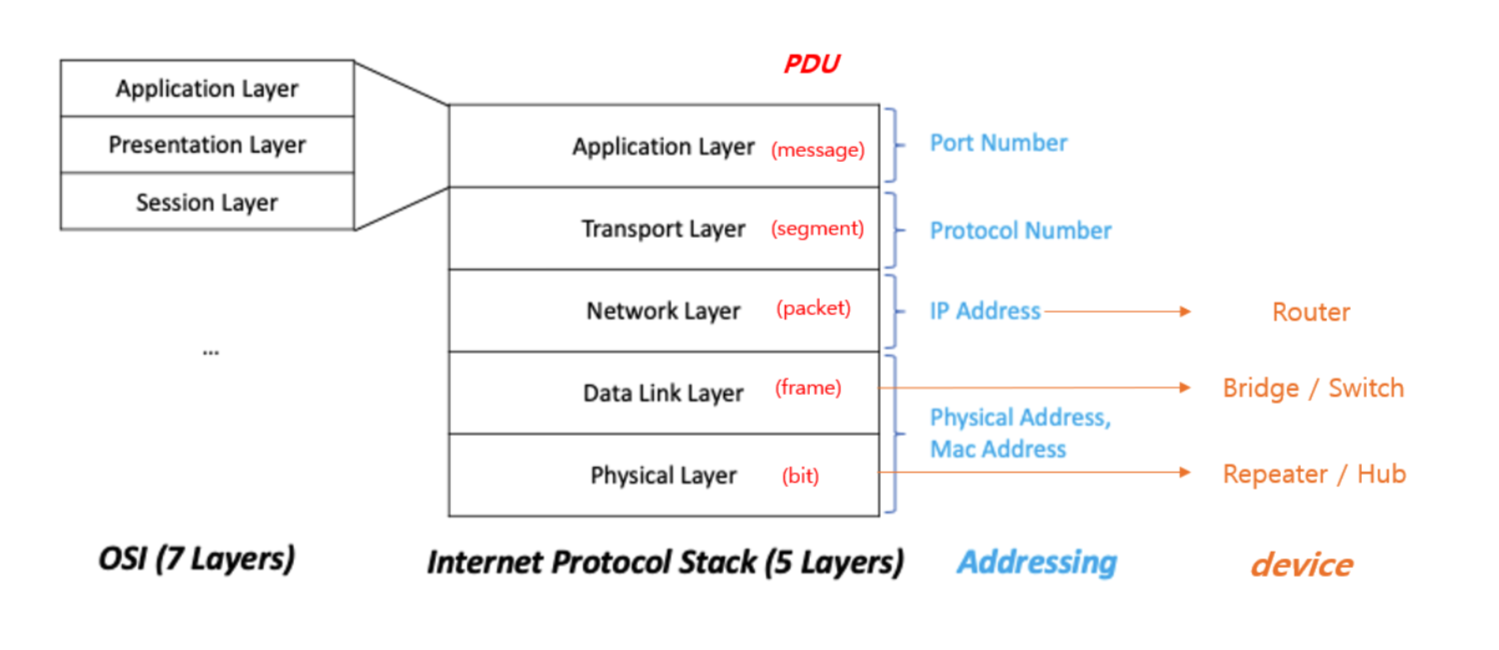 PDU
Application Layer
Presentation Layer
Session Layer
...
Application Layer (message)
Transport Layer (segment)
Network Layer (packet)
Data Link Layer (frame)
Physical Layer (bit)
Port Number
Protocol Number
IP Address
Physical Address,
Mac Address
Router
Bridge / Switch
Repeater / Hub
OSI (7 Layers)
Internet Protocol Stack (5 Layers)
Addressing
device